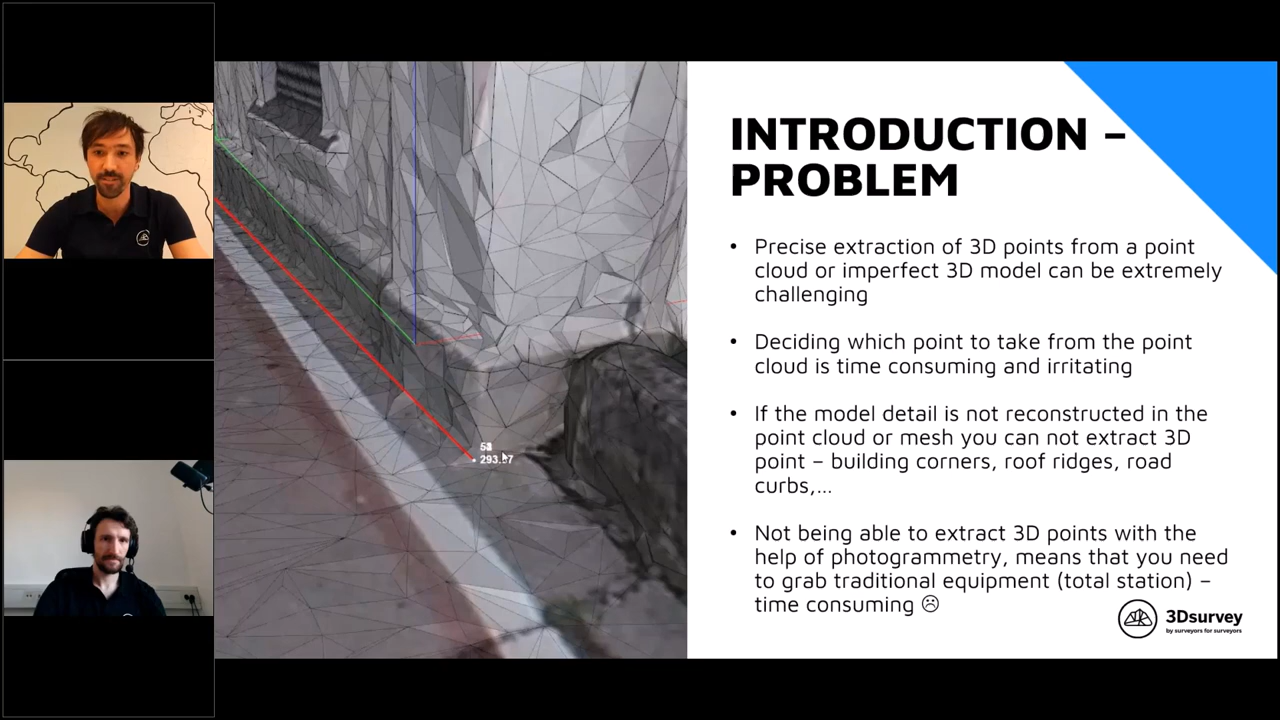 INTRODUCTION –
PROBLEM
• Precise extraction of 3D points from a point
cloud or imperfect 3D model can be extremely
challenging
• Deciding which point to take from the point
cloud is time consuming and irritating
• If the model detail is not reconstructed in the
point cloud or mesh you can not extract 3D
point – building corners, roof ridges, road
curbs,...
• Not being able to extract 3D points with the
help of photogrammetry, means that you need
to grab traditional equipment (total station) –
time consuming ☹
3Dsurvey
by surveyors for surveyors